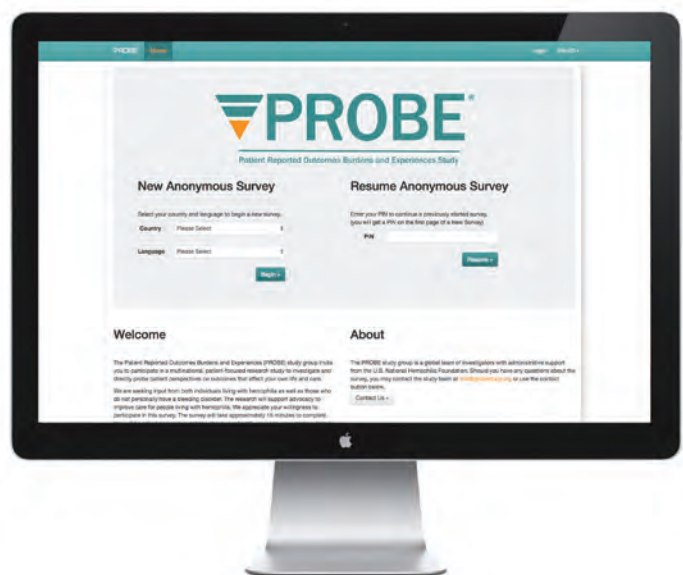 PROBE Home
Login
PROBE®
Patient Reported Outcomes Burdens and Experiences Study
New Anonymous Survey
Select your country and language to begin a new survey.
Country Please Select
Language Please Select
Begin »
Resume Anonymous Survey
Enter your PIN to continue a previously started survey.
(you will get a PIN on the first page of a New Survey)
PIN
Resume »
Welcome
The Patient Reported Outcomes Burdens and Experiences (PROBE) study group invite
you to participate in a multinational, patient focused research study to investigate and
directly probe patient perspectives on outcomes that affect your own life and care.
We are seeking input from both individuals living with hemophilia as well as those who
do not personally have a bleeding disorder. The research will support advocacy to
improve care for people living with hemophilia. We appreciate your willingness to
participate in this survey. The survey will take approximately 15 minutes to complete.
About
The PROBE study group is a global team of investigators with administrative support
from the U.S. National Hemophilia Foundation. Should you have any questions about the
survey, you may contact the study team at or use the contact
button below.
Contact Us »